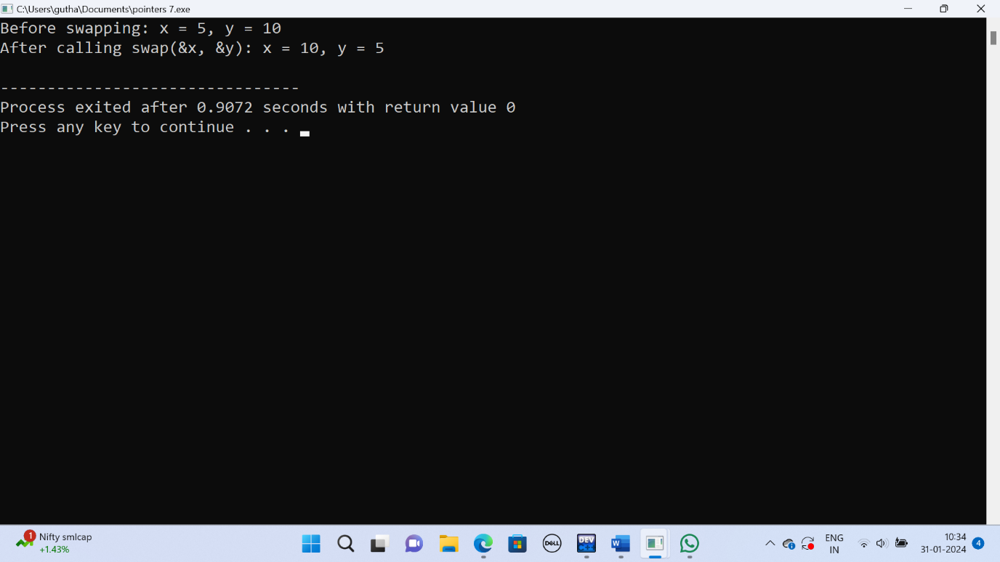 C:\Users\gutha\Documents\pointers 7.exe
Before swapping: x = 5, y = 10
After calling swap(&x, &y): x = 10, y = 5
--------------------------------
Process exited after 0.9072 seconds with return value 0
Press any key to continue . . .
1
Nifty smlcap
+1.43%
DELL
DEV
C++
W
ENG
IN
10:34
31-01-2024
4